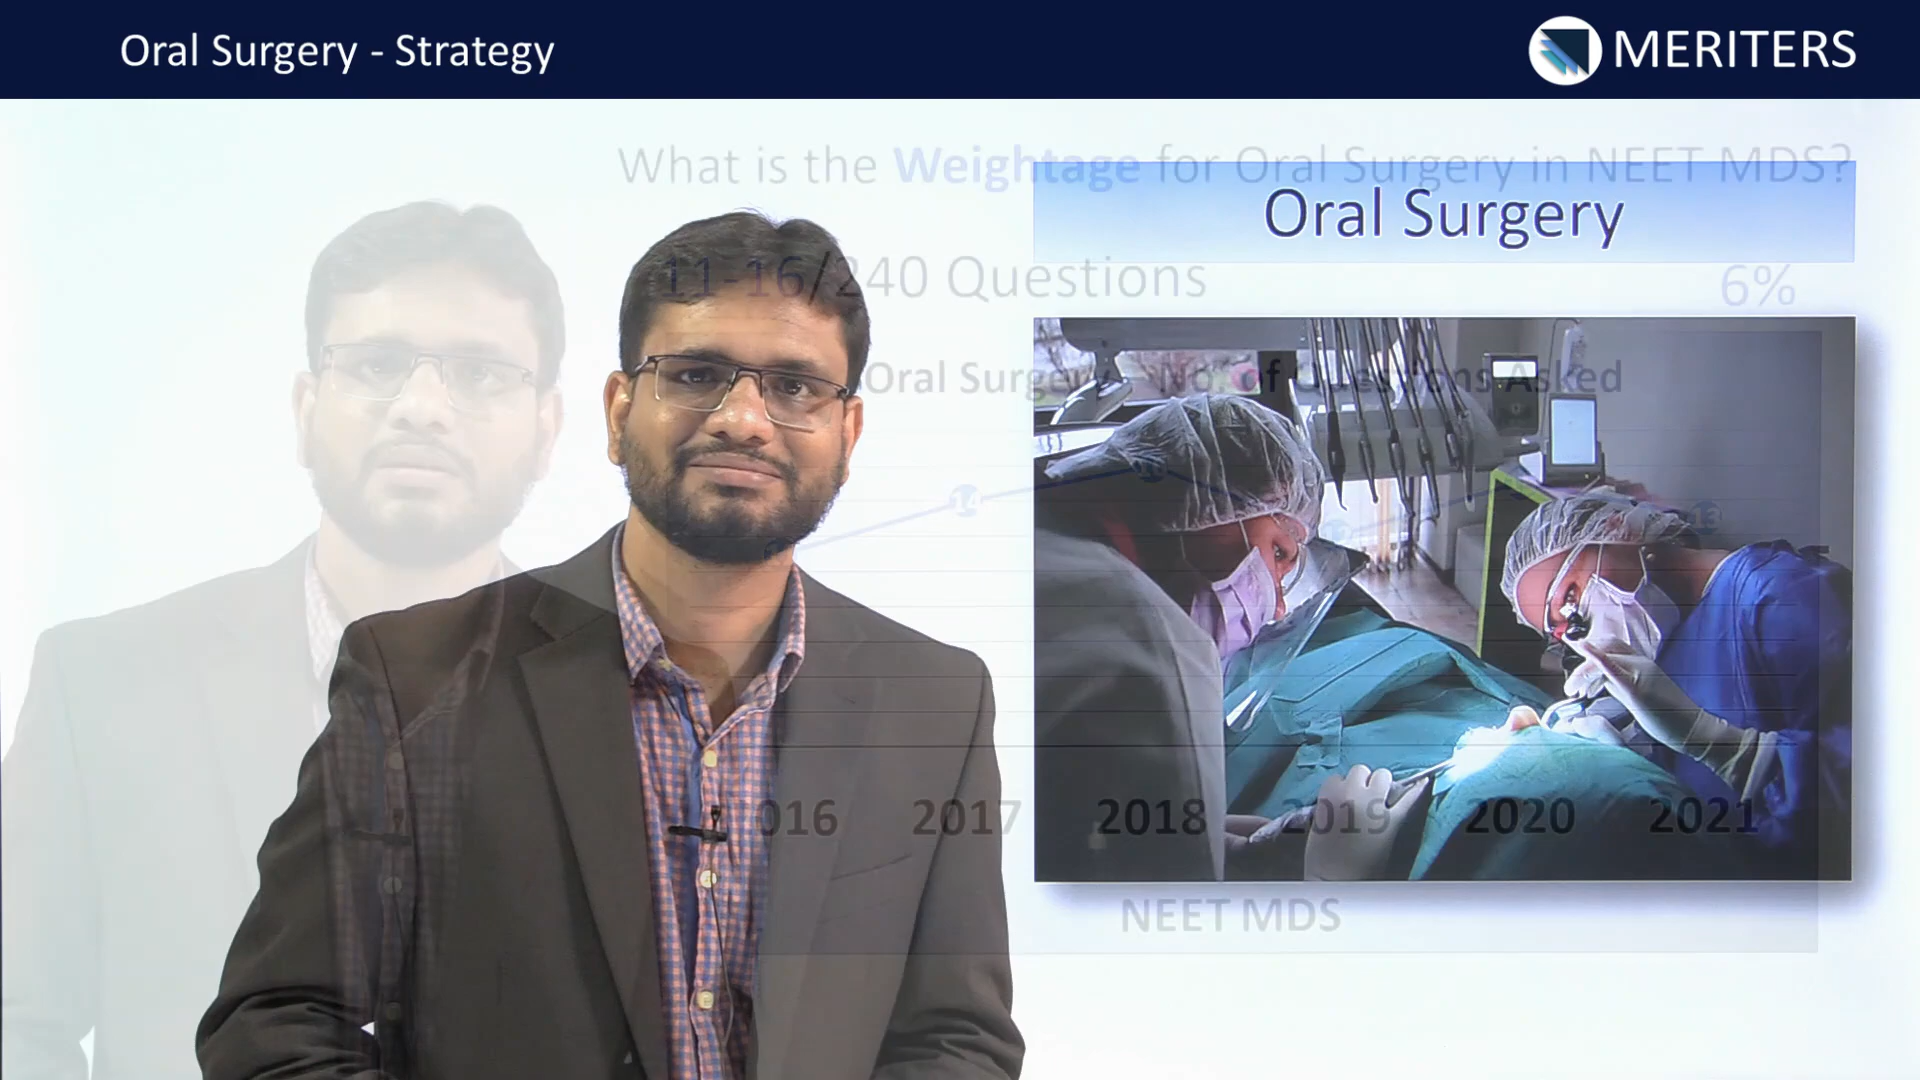 Oral Surgery - Strategy
MERITERS
What is the Weightage for Oral Surgery in NEET MDS?
Oral Surgery
11-16/240 Questions
6%
Oral Surgery - No. of Questions Asked
14
13
016
2017
2018
2019
2020
2021
NEET MDS